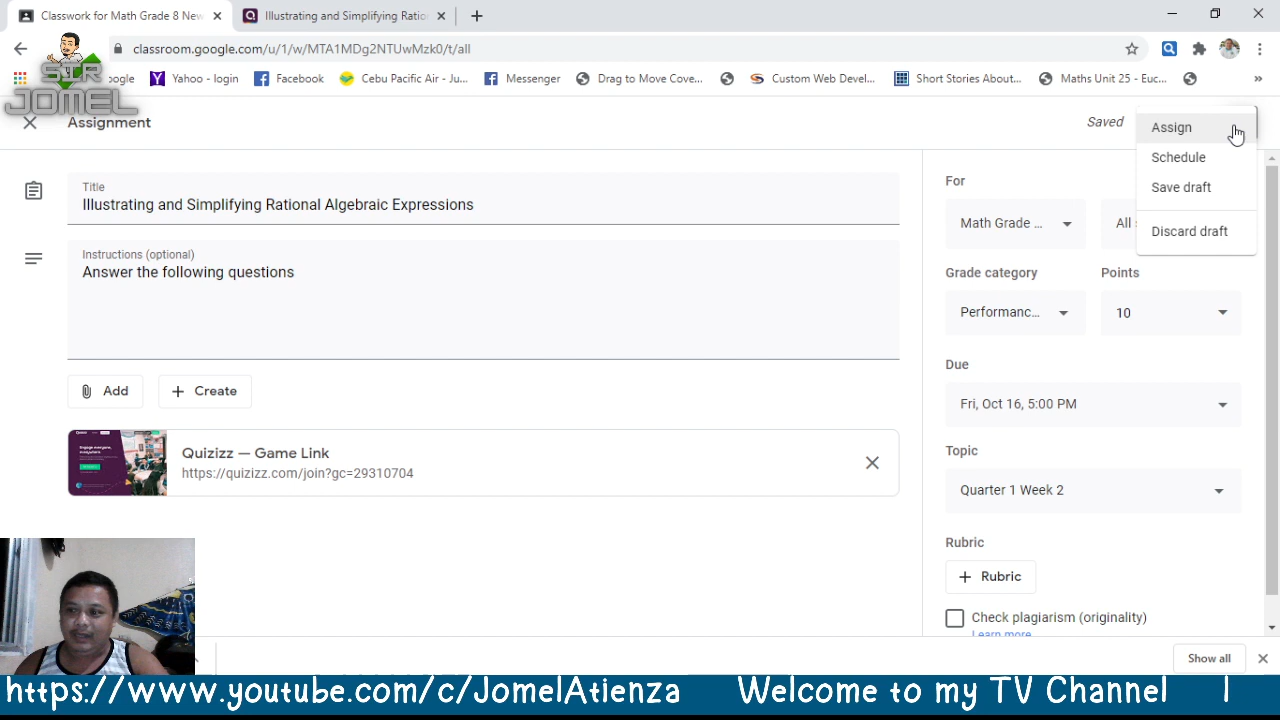 Classwork for Math Grade 8 New
Illustrating and Simplifying Ratio
classroom.google.com/u/1/w/MTA1MDg2NTUwMzk0/t/all
Yahoo - login
Facebook
Cebu Pacific Air - Ju...
Messenger
Drag to Move Cove...
Custom Web Devel...
Short Stories About...
Maths Unit 25 - Euc...
SIR
JOMEL
Assignment
Saved
Assign
Schedule
Save draft
Discard draft
Title
Illustrating and Simplifying Rational Algebraic Expressions
Instructions (optional)
Answer the following questions
Add
Create
Quizizz — Game Link
https://quizizz.com/join?gc=29310704
For
Math Grade ...
All
Grade category
Points
Performanc...
10
Due
Fri, Oct 16, 5:00 PM
Topic
Quarter 1 Week 2
Rubric
Rubric
Check plagiarism (originality)
Learn more
Show all
https://www.youtube.com/c/JomelAtienza Welcome to my TV Channel